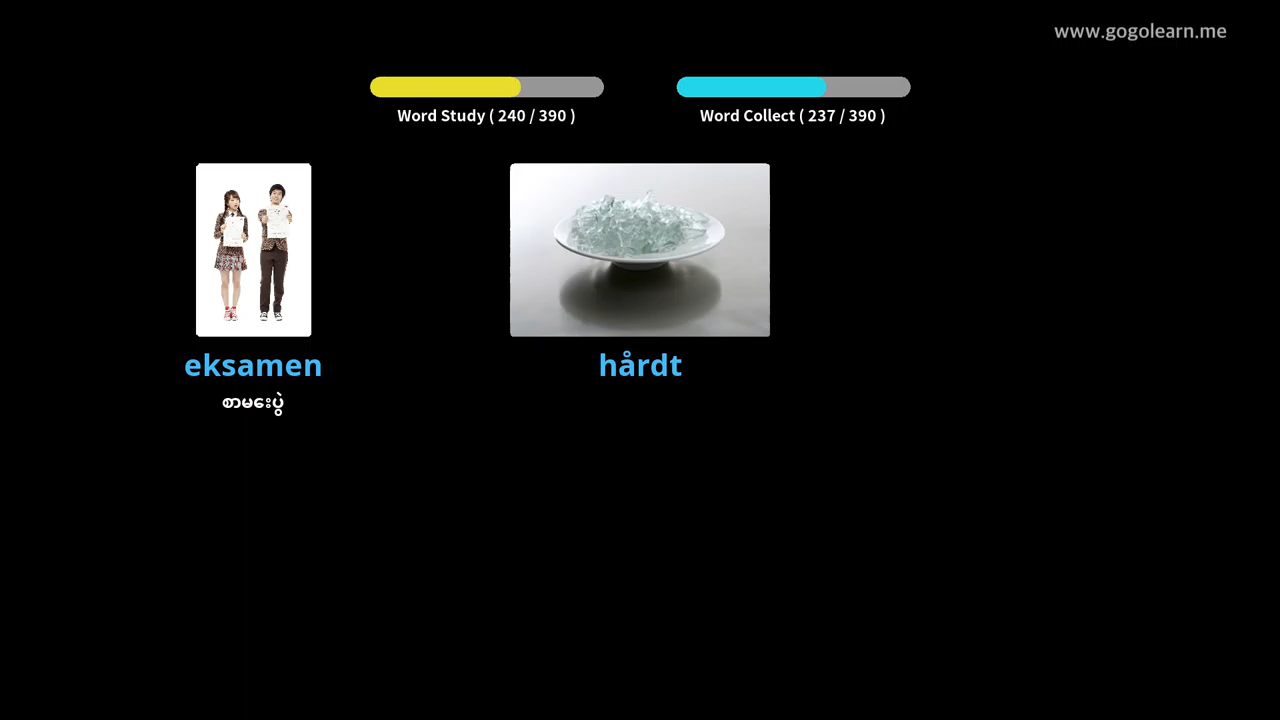 www.gogolearn.me
Word Study ( 240 / 390 )
Word Collect ( 237 / 390 )
eksamen
hårdt
စာမေးပွဲ